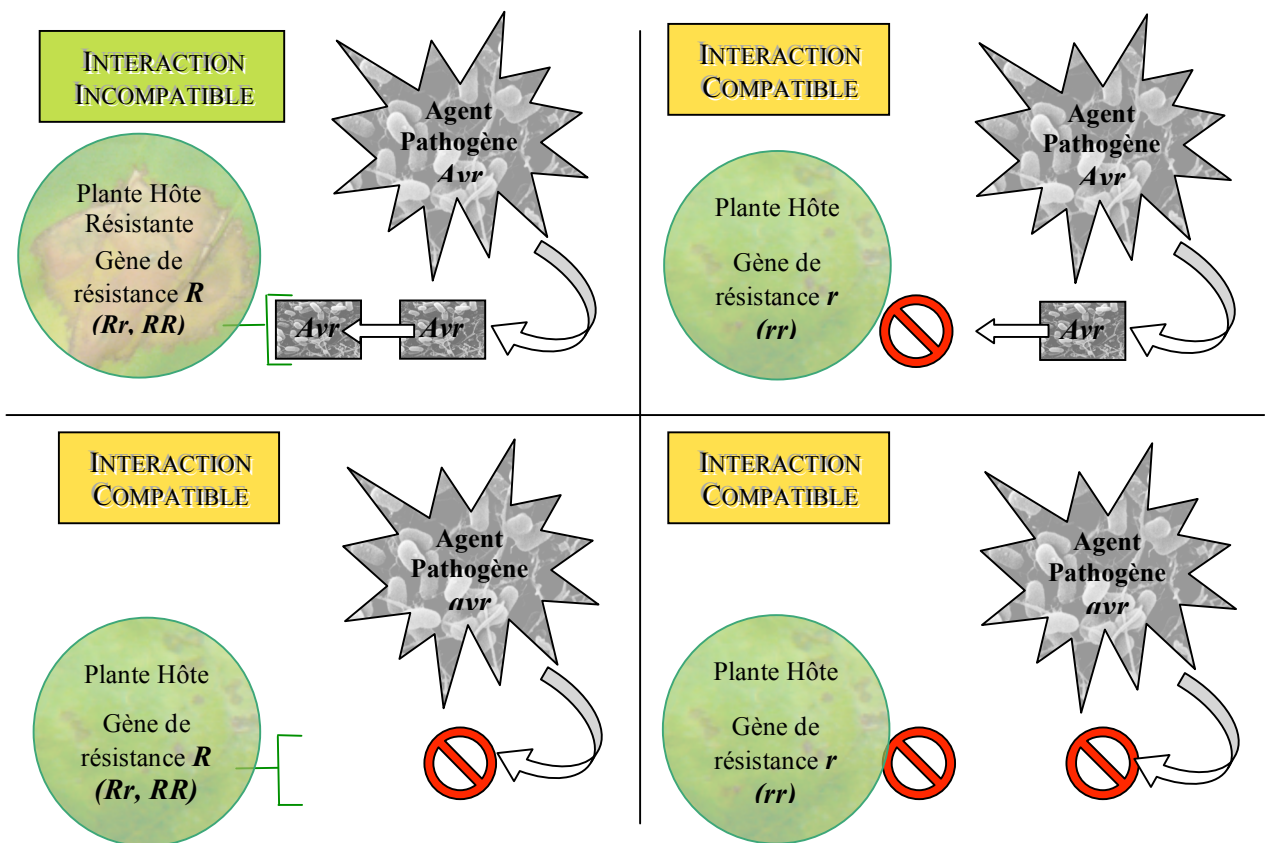 INTERACTION
INCOMPATIBLE
Agent
Pathogène
Avr
Plante Hôte
Résistante
Gène de
résistance R
(Rr, RR)
Avr
Avr
INTERACTION
COMPATIBLE
Agent
Pathogène
Avr
Plante Hôte
Gène de
résistance r
(rr)
Avr
INTERACTION
COMPATIBLE
Agent
Pathogène
avr
Plante Hôte
Gène de
résistance R
(Rr, RR)
INTERACTION
COMPATIBLE
Agent
Pathogène
avr
Plante Hôte
Gène de
résistance r
(rr)